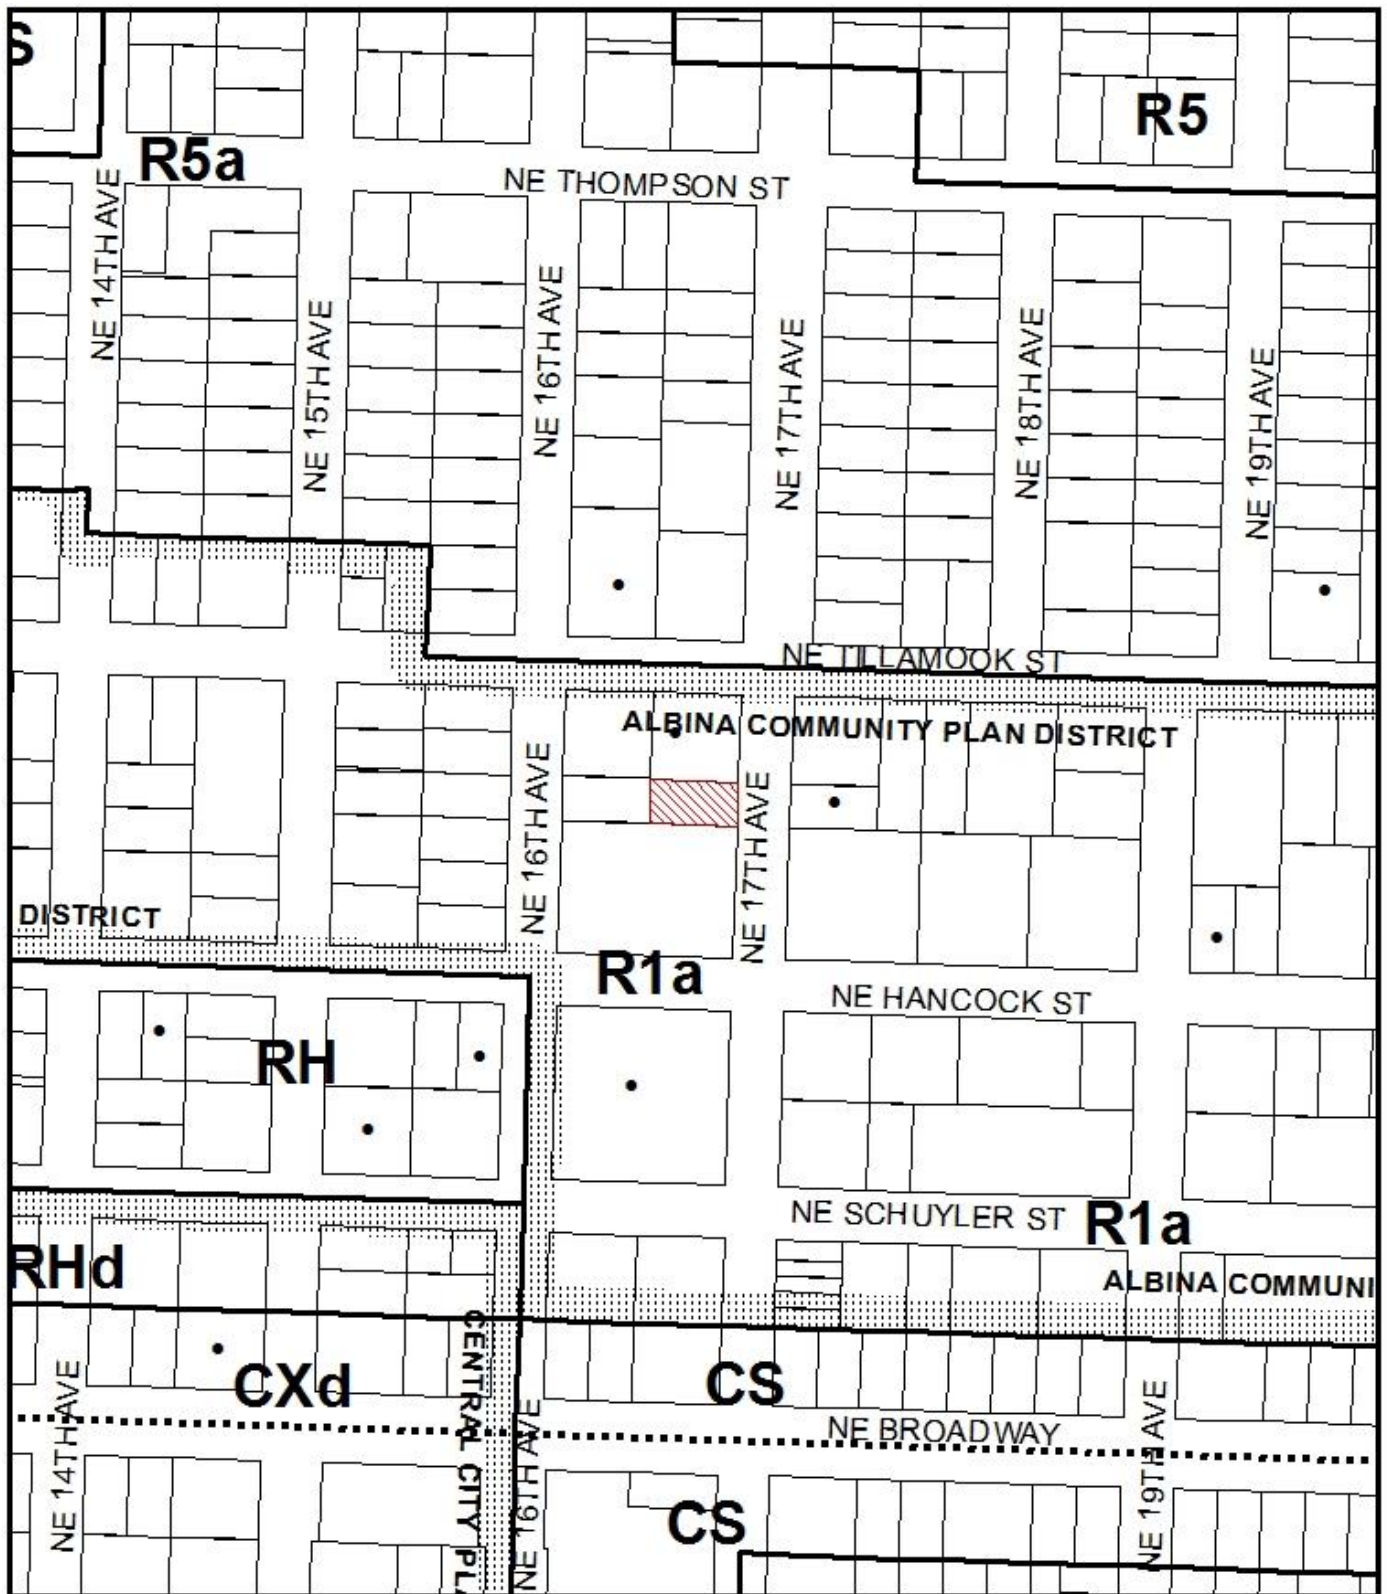 S
R5
R5a
NE THOMPSON ST
NE 14TH AVE
NE 15TH AVE
NE 16TH AVE
NE 17TH AVE
NE 18TH AVE
NE 19TH AVE
NE TILLAMOOK ST
ALBINA COMMUNITY PLAN DISTRICT
NE 16TH AVE
NE 17TH AVE
DISTRICT
R1a
NE HANCOCK ST
RH
NE SCHUYLER ST
R1a
RHd
ALBINA COMMUNI
CENTRAL CITY PLA
CXd
CS
NE 14TH AVE
NE 16TH AVE
NE BROADWAY
NE 19TH AVE
CS